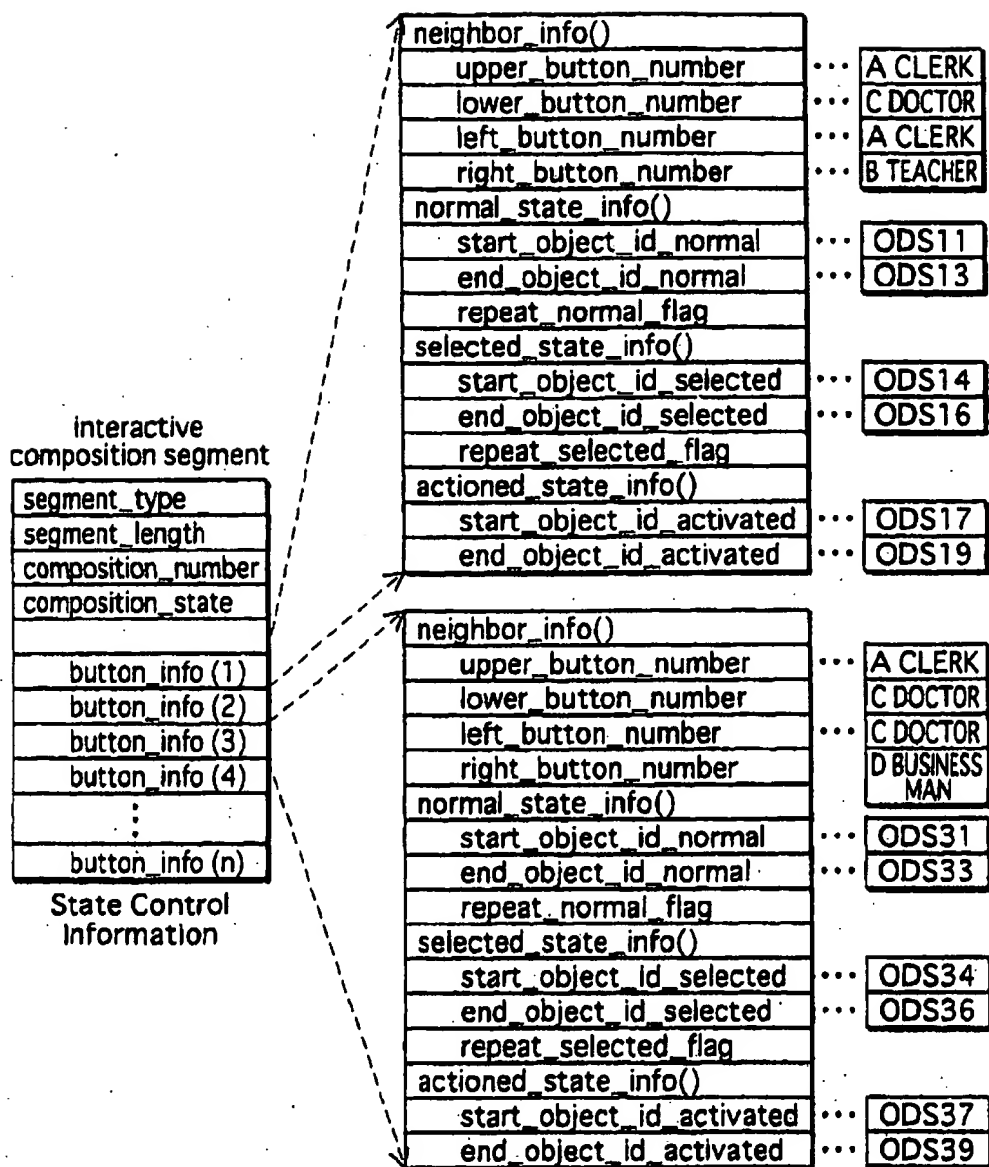 neighbor_info()
upper_button_number ··· A CLERK
lower_button_number ··· C DOCTOR
left_button_number ··· A CLERK
right_button_number ··· B TEACHER
normal_state_info()
start_object_id_normal ··· ODS11
end_object_id_normal ··· ODS13
repeat_normal_flag
selected_state_info()
start_object_id_selected ··· ODS14
end_object_id_selected ··· ODS16
repeat_selected_flag
actioned_state_info()
start_object_id_activated ··· ODS17
end_object_id_activated ··· ODS19
interactive
composition segment
segment_type
segment_length
composition_number
composition_state
button_info (1)
button_info (2)
button_info (3)
button_info (4)
button_info (n)
State Control
Information
neighbor_info()
upper_button_number ··· A CLERK
lower_button_number C DOCTOR
left_button_number ··· C DOCTOR
right_button_number D BUSINESS
MAN
normal_state_info()
start_object_id_normal ··· ODS31
end_object_id_normal ··· ODS33
repeat_normal_flag
selected_state_info()
start_object_id_selected ··· ODS34
end_object_id_selected ··· ODS36
repeat_selected_flag
actioned_state_info()
start_object_id_activated ··· ODS37
end_object_id_activated ··· ODS39